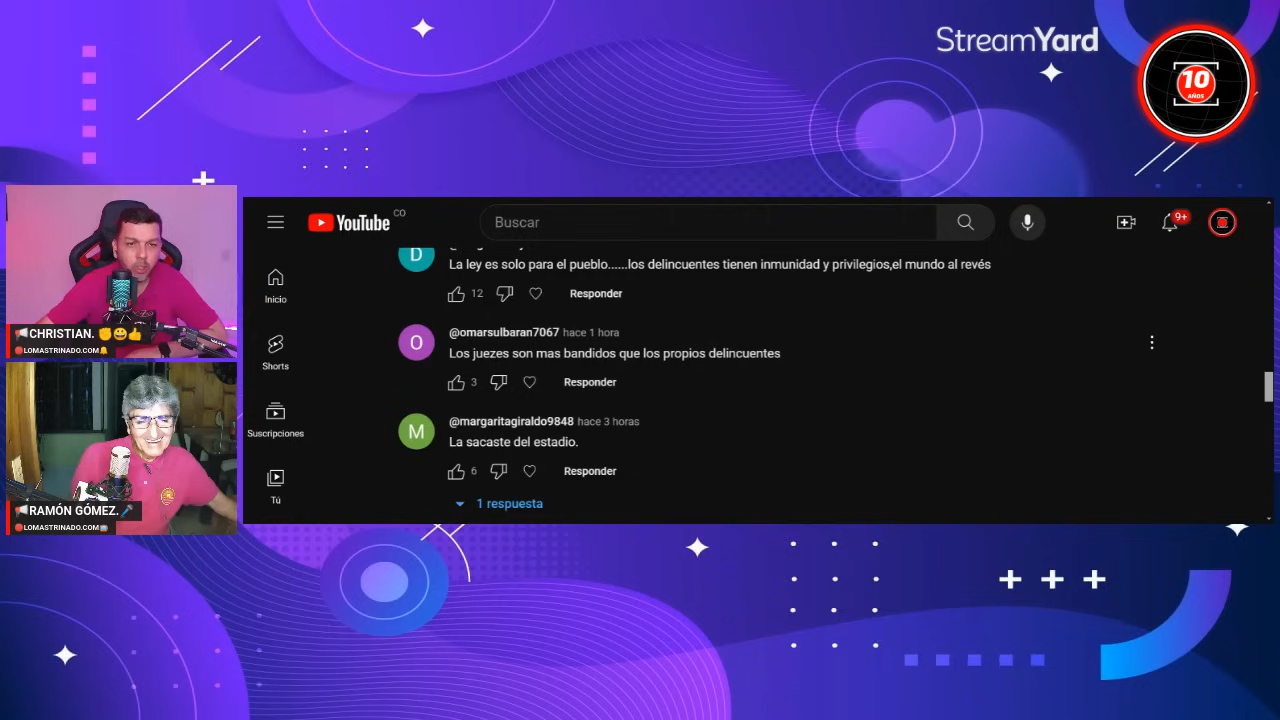 StreamYard
10
AÑOS
YouTube CO
Buscar
9+
Inicio
Shorts
Suscripciones
Tú
D
La ley es solo para el pueblo......los delincuentes tienen inmunidad y privilegios,el mundo al revés
12
Responder
O
@omarsulbaran7067 hace 1 hora
Los juezes son mas bandidos que los propios delincuentes
3
Responder
M
@margaritagiraldo9848 hace 3 horas
La sacaste del estadio.
6
Responder
1 respuesta
📢CHRISTIAN. ✊😀👍
🔴LOMASTRINADO.COM🔔
📢RAMÓN GÓMEZ.🎤
🔴LOMASTRINADO.COM